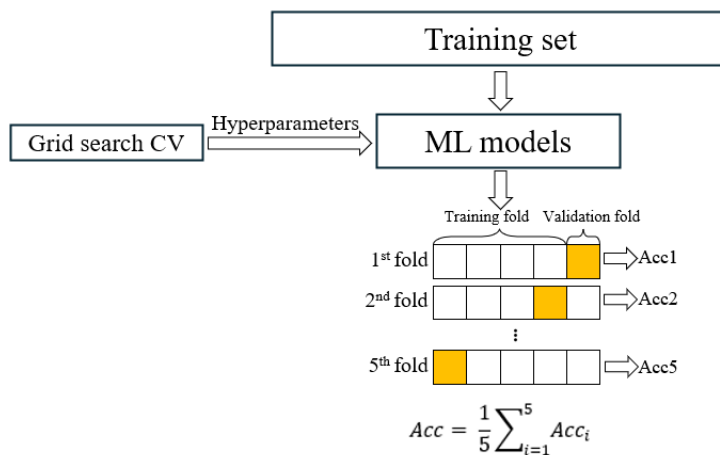 Training set
Hyperparameters
Grid search CV
ML models
Training fold Validation fold
1st fold Acc1
2nd fold Acc2
⋮
5th fold Acc5
Acc = 1/5 ∑_{i=1}^{5} Acc_i